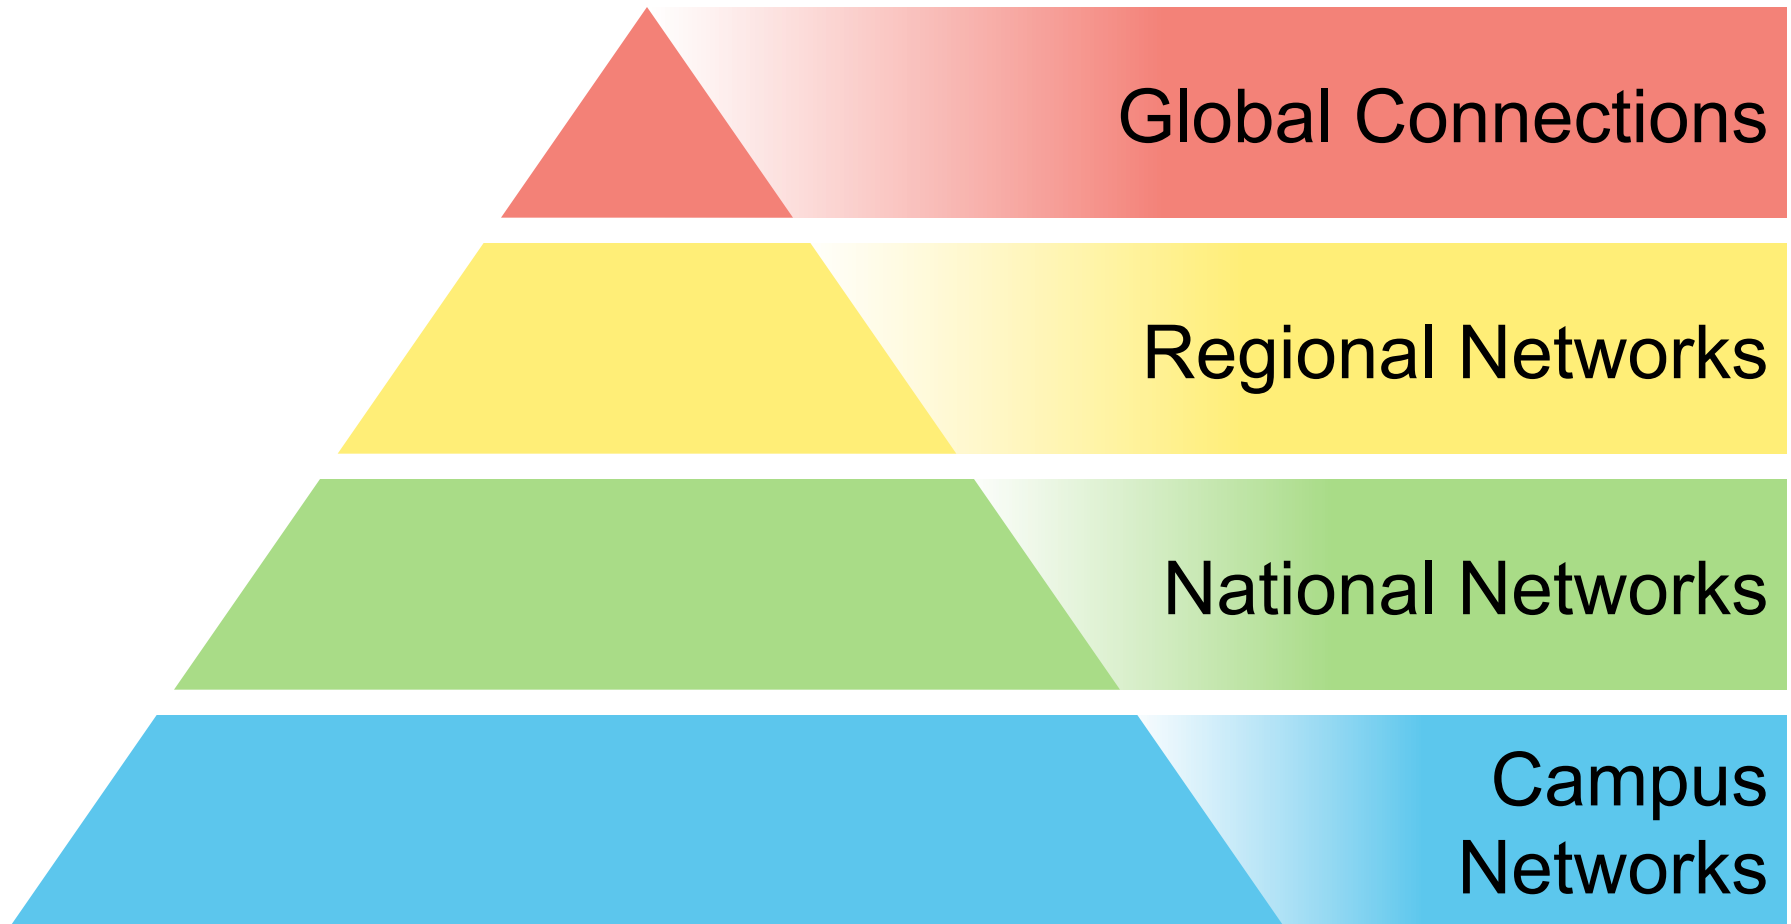 Global Connections
Regional Networks
National Networks
Campus
Networks